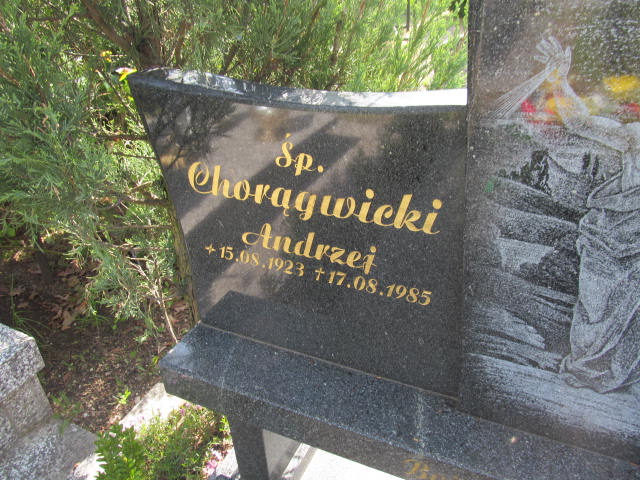 Śp.
Chorągwicki
Andrzej
+ 15.08.1923 † 17.08.1985